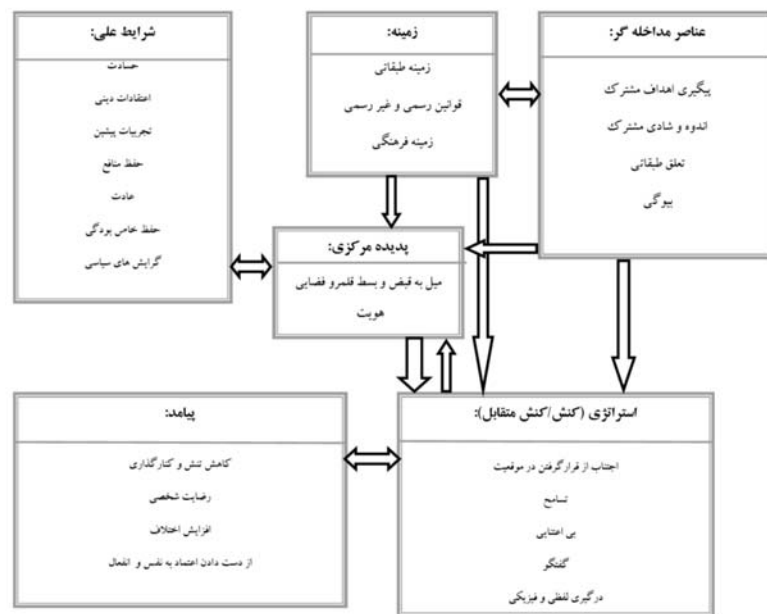 عناصر مداخله گر:
پیگیری اهداف مشترک
اندوه و شادی مشترک
تعلق طبقاتی
بیوگی
زمینه:
زمینه طبقاتی
قوانین رسمی و غیر رسمی
زمینه فرهنگی
شرایط علی:
حسادت
اعتقادات دینی
تجربیات پیشین
حفظ منافع
عادت
حفظ خاص بودگی
گرایش های سیاسی
پدیده مرکزی:
میل به قبض و بسط قلمرو فضایی
هویت
استراتژی (کنش/کنش متقابل):
اجتناب از قرارگرفتن در موقعیت
تسامح
بی اعتنایی
گفتگو
درگیری لفظی و فیزیکی
پیامد:
کاهش تنش و کنارگذاری
رضایت شخصی
افزایش اختلاف
از دست دادن اعتماد به نفس و انفعال